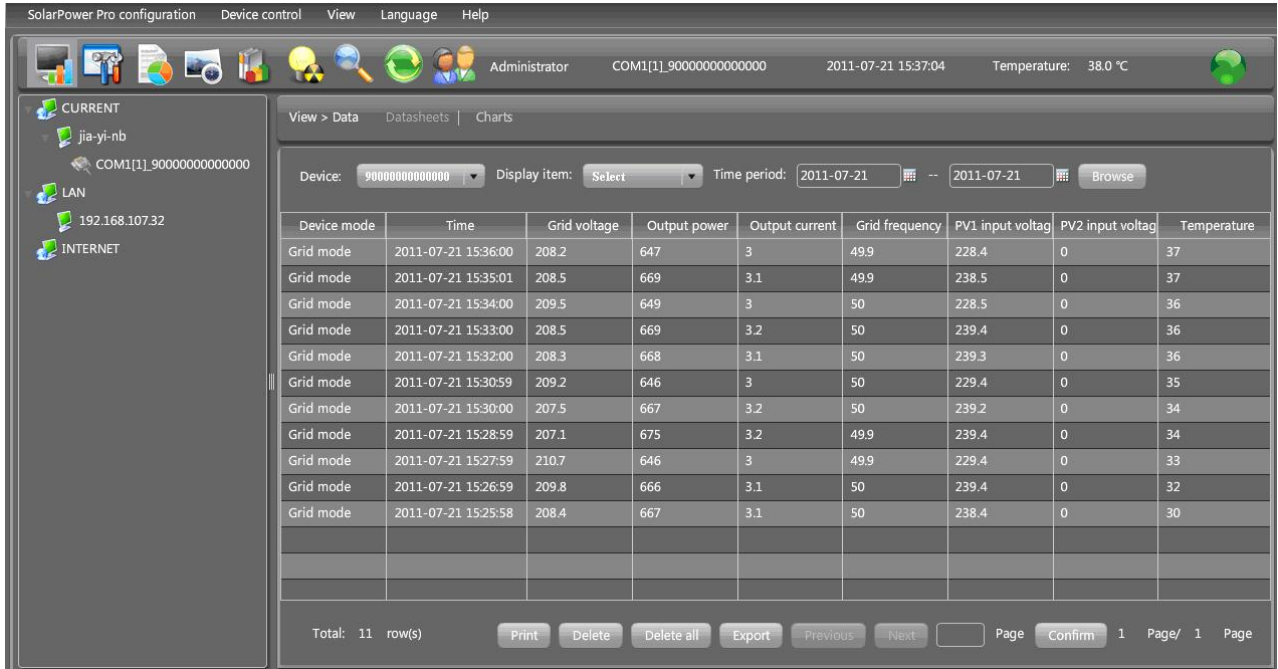 SolarPower Pro configuration Device control View Language Help
Administrator COM1[1]_90000000000000 2011-07-21 15:37:04 Temperature: 38.0 ℃
CURRENT
jia-yi-nb
COM1[1]_90000000000000
LAN
192.168.107.32
INTERNET
View > Data Datasheets | Charts
Device: 90000000000000 Display item: Select Time period: 2011-07-21 -- 2011-07-21 Browse
Device mode Time Grid voltage Output power Output current Grid frequency PV1 input voltag PV2 input voltag Temperature
Grid mode 2011-07-21 15:36:00 208.2 647 3 49.9 228.4 0 37
Grid mode 2011-07-21 15:35:01 208.5 669 3.1 49.9 238.5 0 37
Grid mode 2011-07-21 15:34:00 209.5 649 3 50 228.5 0 36
Grid mode 2011-07-21 15:33:00 208.5 669 3.2 50 239.4 0 36
Grid mode 2011-07-21 15:32:00 208.3 668 3.1 50 239.3 0 36
Grid mode 2011-07-21 15:30:59 209.2 646 3 50 229.4 0 35
Grid mode 2011-07-21 15:30:00 207.5 667 3.2 50 239.2 0 34
Grid mode 2011-07-21 15:28:59 207.1 675 3.2 49.9 239.4 0 34
Grid mode 2011-07-21 15:27:59 210.7 646 3 49.9 229.4 0 33
Grid mode 2011-07-21 15:26:59 209.8 666 3.1 50 239.4 0 32
Grid mode 2011-07-21 15:25:58 208.4 667 3.1 50 238.4 0 30
Total: 11 row(s) Print Delete Delete all Export Previous Next Page Confirm 1 Page/ 1 Page